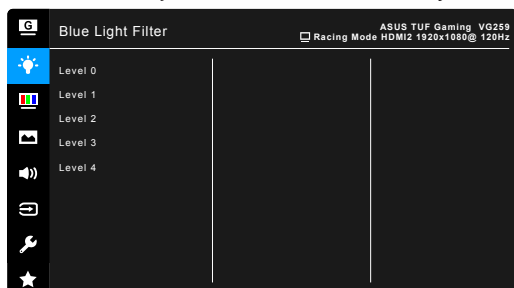 G
Blue Light Filter
ASUS TUF Gaming VG259
Racing Mode HDMI2 1920x1080@ 120Hz
Level 0
Level 1
Level 2
Level 3
Level 4